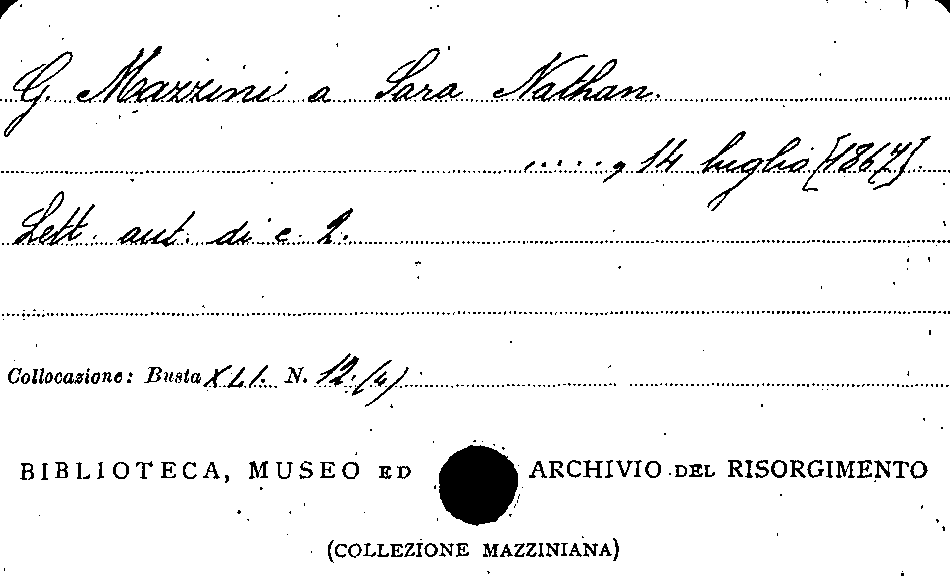 G. Mazzini a Sara Nathan.
....., 14 luglio [1867].
Lett. aut. di c. 2.
Collocazione: Busta XLI. N. 12.(4)
BIBLIOTECA, MUSEO ED ARCHIVIO DEL RISORGIMENTO
(COLLEZIONE MAZZINIANA)